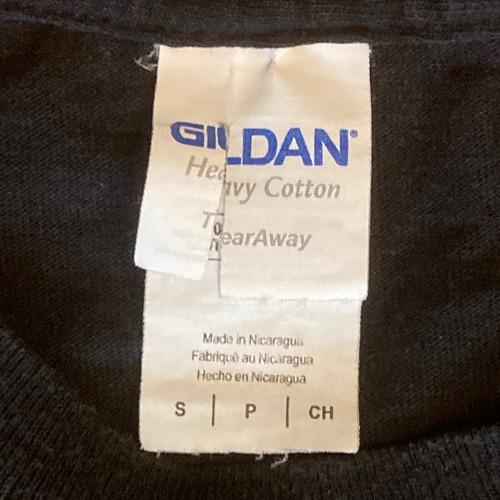 GILDAN®
Heavy Cotton
TearAway
Made in Nicaragua
Fabriqué au Nicaragua
Hecho en Nicaragua
S | P | CH